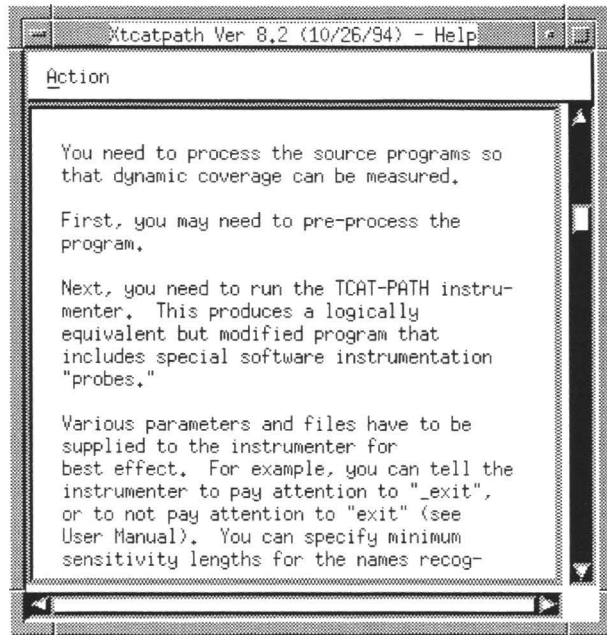 Xtcatpath Ver 8.2 (10/26/94) - Help
Action
You need to process the source programs so
that dynamic coverage can be measured.
First, you may need to pre-process the
program.
Next, you need to run the TCAT-PATH instru-
menter.  This produces a logically
equivalent but modified program that
includes special software instrumentation
"probes."
Various parameters and files have to be
supplied to the instrumenter for
best effect.  For example, you can tell the
instrumenter to pay attention to "_exit",
or to not pay attention to "exit" (see
User Manual).  You can specify minimum
sensitivity lengths for the names recog-